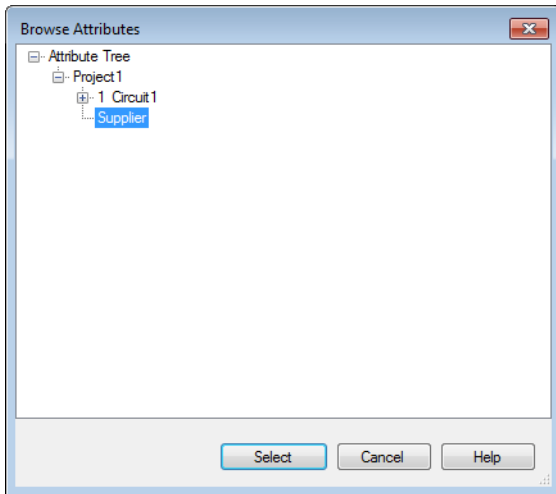 Browse Attributes
Attribute Tree
Project1
1 Circuit1
Supplier
Select Cancel Help